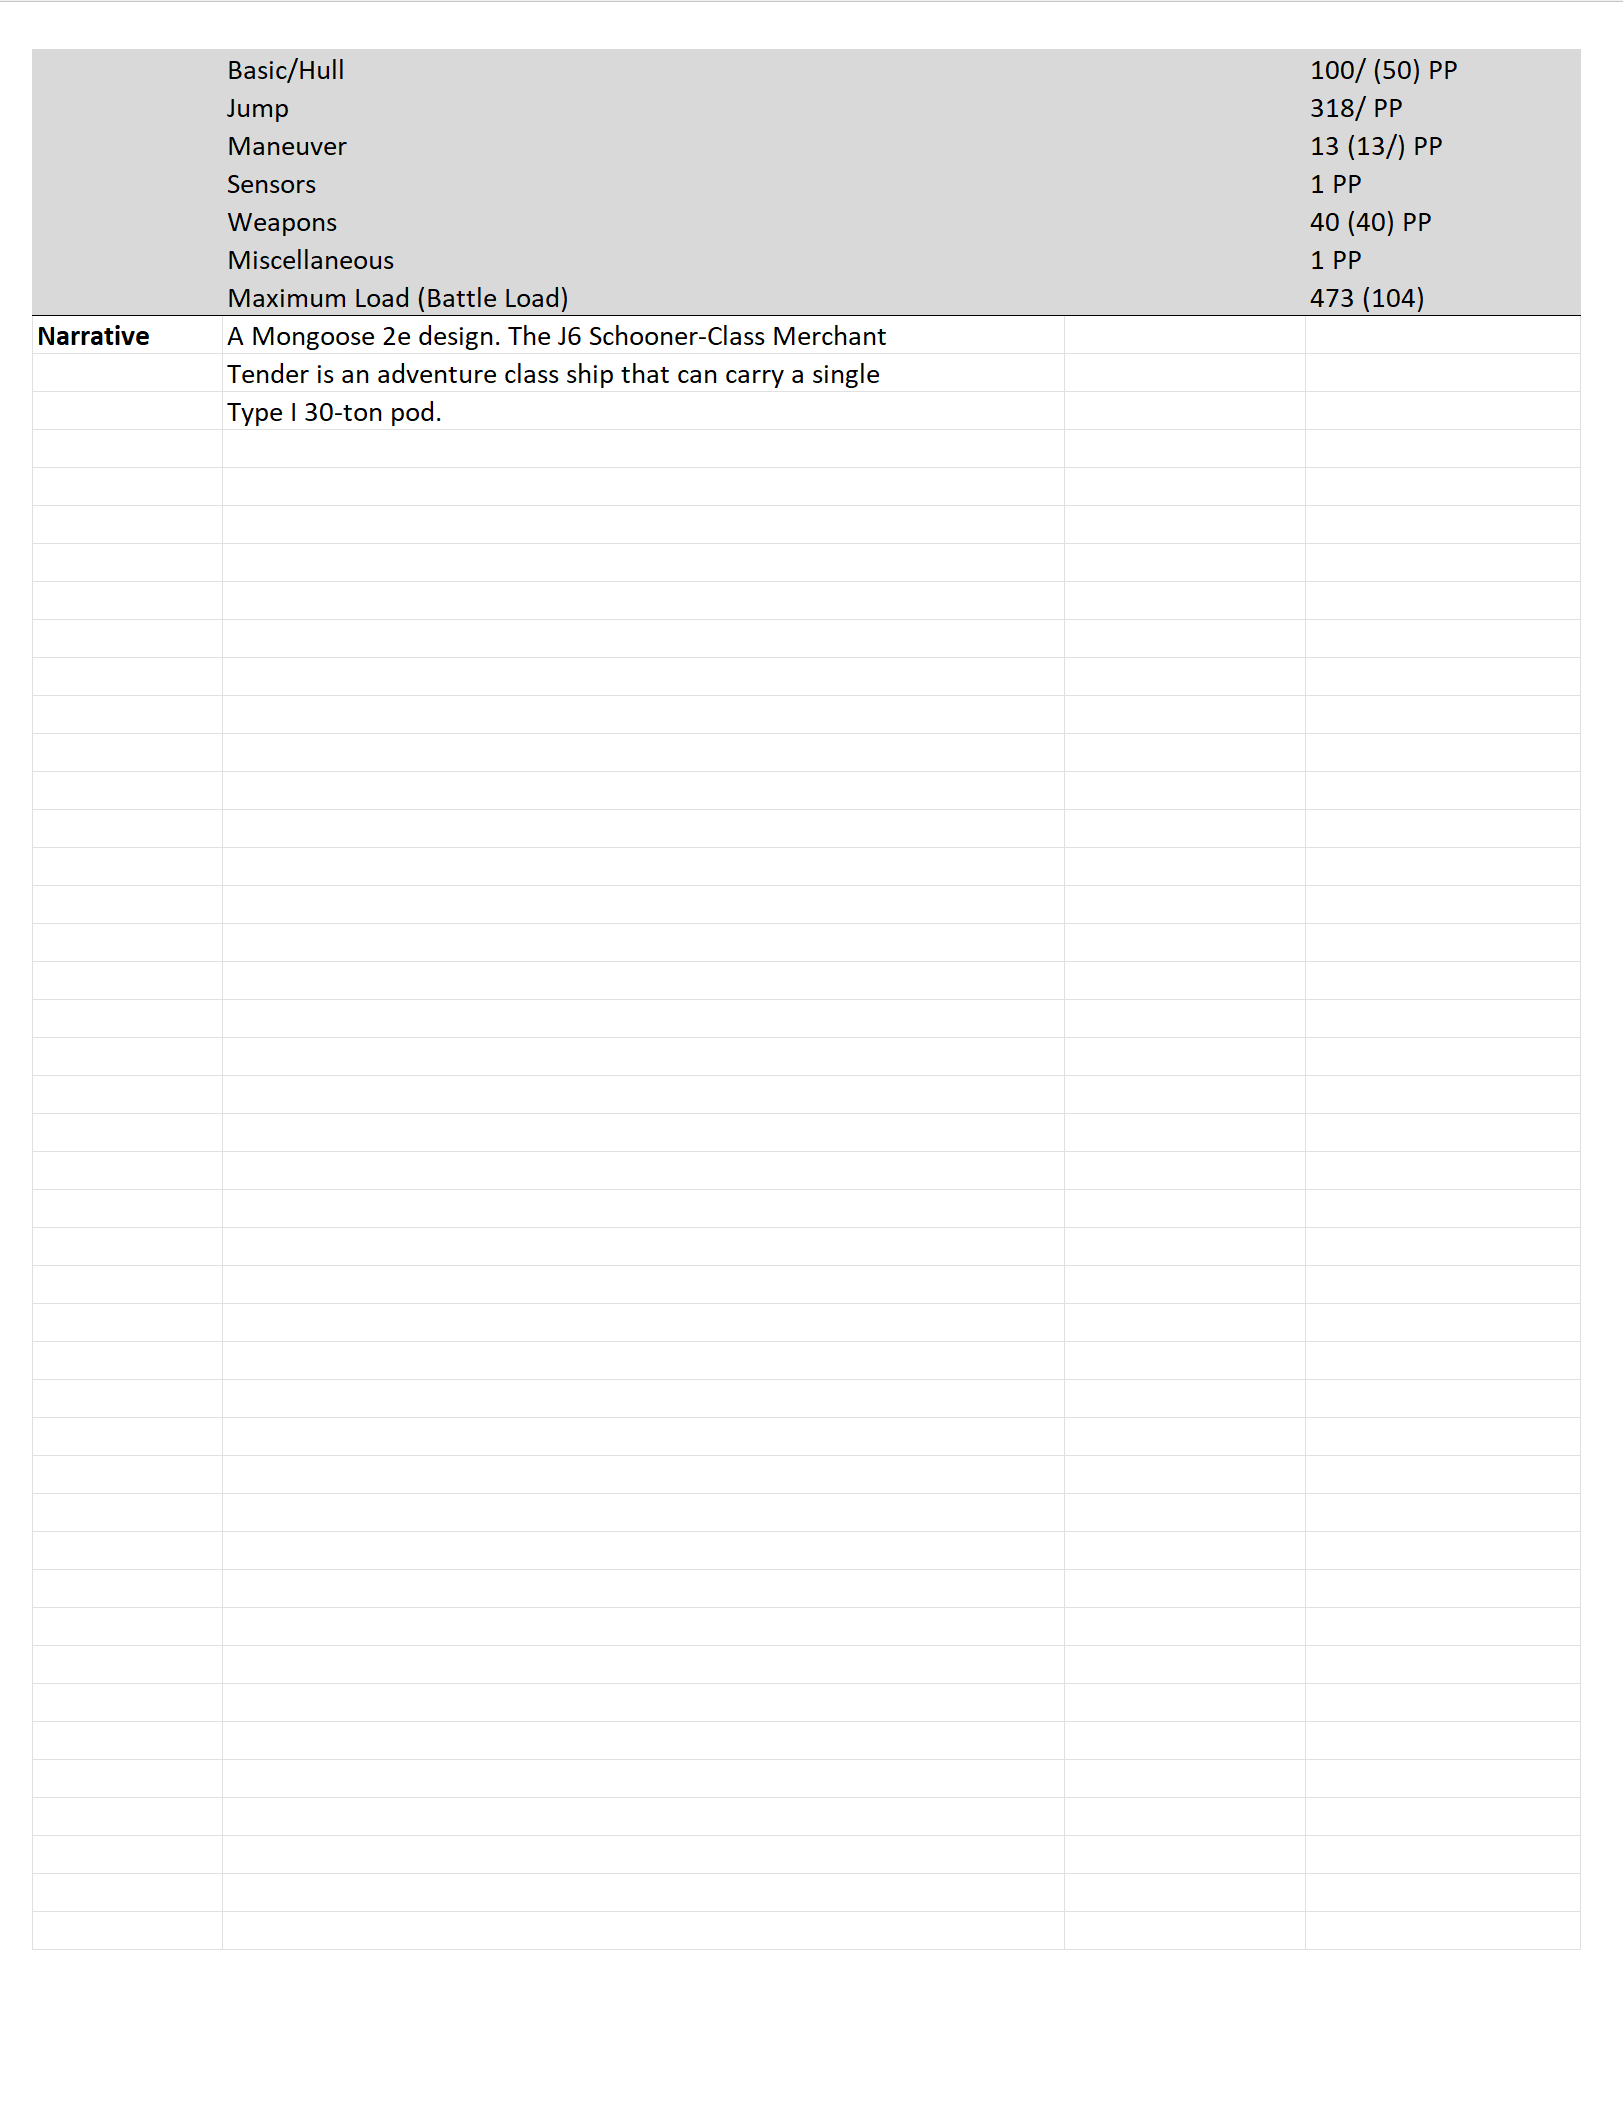 Basic/Hull 100/ (50) PP
Jump 318/ PP
Maneuver 13 (13/) PP
Sensors 1 PP
Weapons 40 (40) PP
Miscellaneous 1 PP
Maximum Load (Battle Load) 473 (104)
Narrative A Mongoose 2e design. The J6 Schooner-Class Merchant
Tender is an adventure class ship that can carry a single
Type I 30-ton pod.